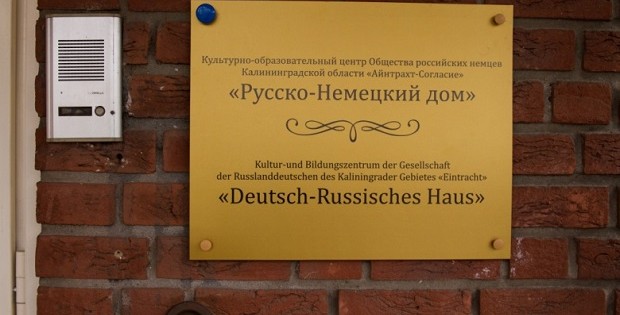 Культурно-образовательный центр Общества российских немцев
Калининградской области «Айнтрахт-Согласие»
«Русско-Немецкий дом»
Kultur-und Bildungszentrum der Gesellschaft
der Russlanddeutschen des Kaliningrader Gebietes «Eintracht»
«Deutsch-Russisches Haus»